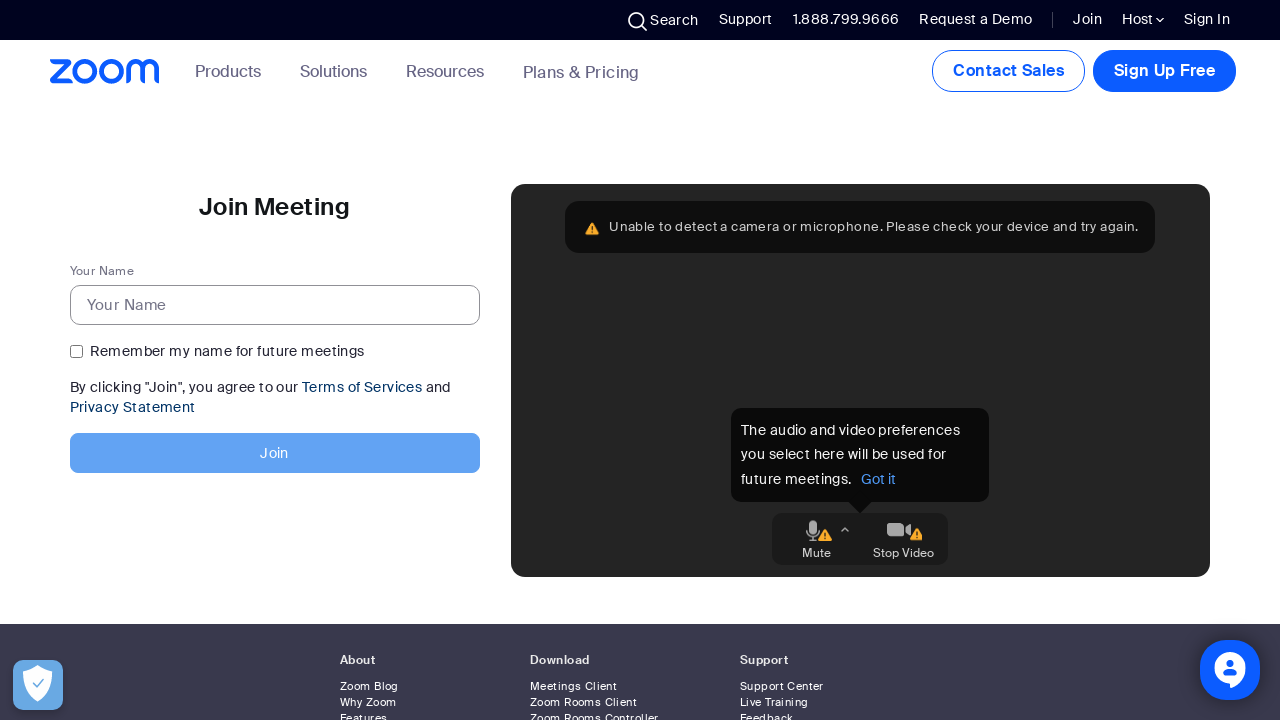 Search Support 1.888.799.9666 Request a Demo Join Host Sign In
zoom Products Solutions Resources Plans & Pricing Contact Sales Sign Up Free
Join Meeting
Your Name
Your Name
Remember my name for future meetings
By clicking "Join", you agree to our Terms of Services and
Privacy Statement
Join
Unable to detect a camera or microphone. Please check your device and try again.
The audio and video preferences
you select here will be used for
future meetings. Got it
Mute Stop Video
About Download Support
Zoom Blog Meetings Client Support Center
Why Zoom Zoom Rooms Client Live Training
Features Zoom Rooms Controller Feedback